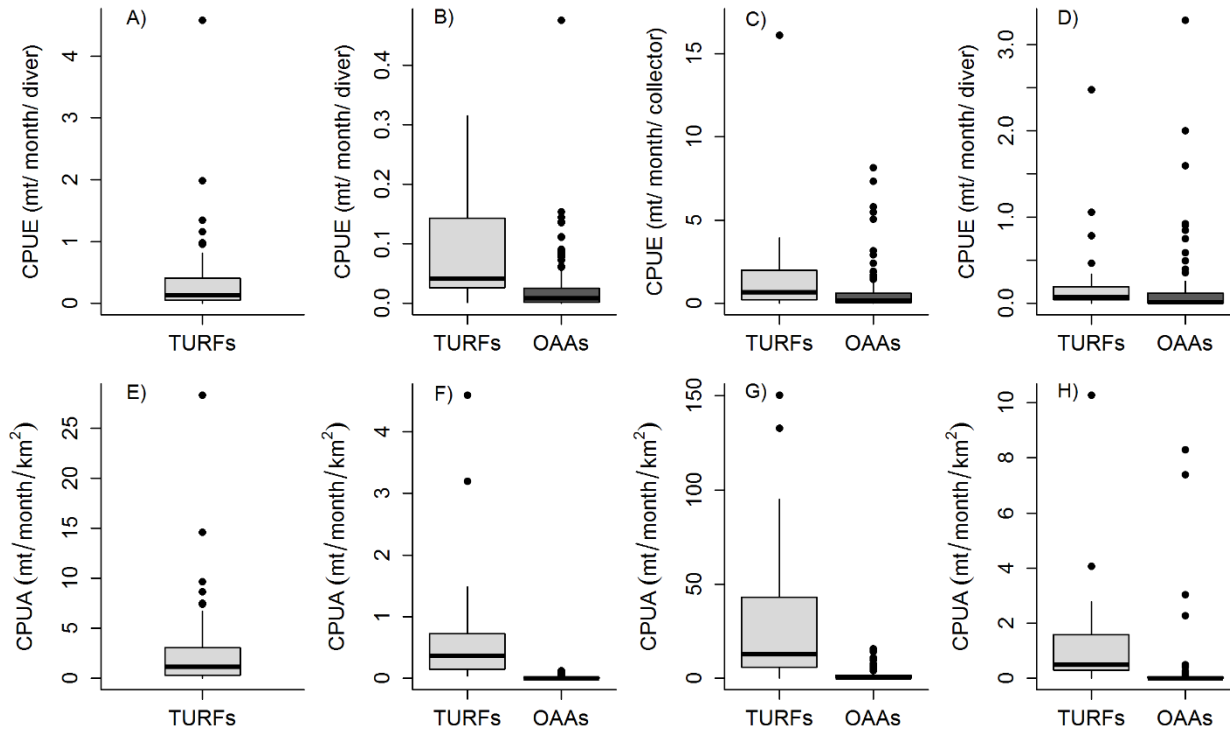 A)
CPUE (mt/ month/ diver)
4
3
2
1
0
TURFs
B)
CPUE (mt/ month/ diver)
0.4
0.3
0.2
0.1
0.0
TURFs OAAs
C)
CPUE (mt/ month/ collector)
15
10
5
0
TURFs OAAs
D)
CPUE (mt/ month/ diver)
3.0
2.0
1.0
0.0
TURFs OAAs
E)
CPUA (mt/month/km²)
25
20
15
10
5
0
TURFs
F)
CPUA (mt/month/km²)
4
3
2
1
0
TURFs OAAs
G)
CPUA (mt/month/km²)
150
100
50
0
TURFs OAAs
H)
CPUA (mt/month/km²)
10
8
6
4
2
0
TURFs OAAs